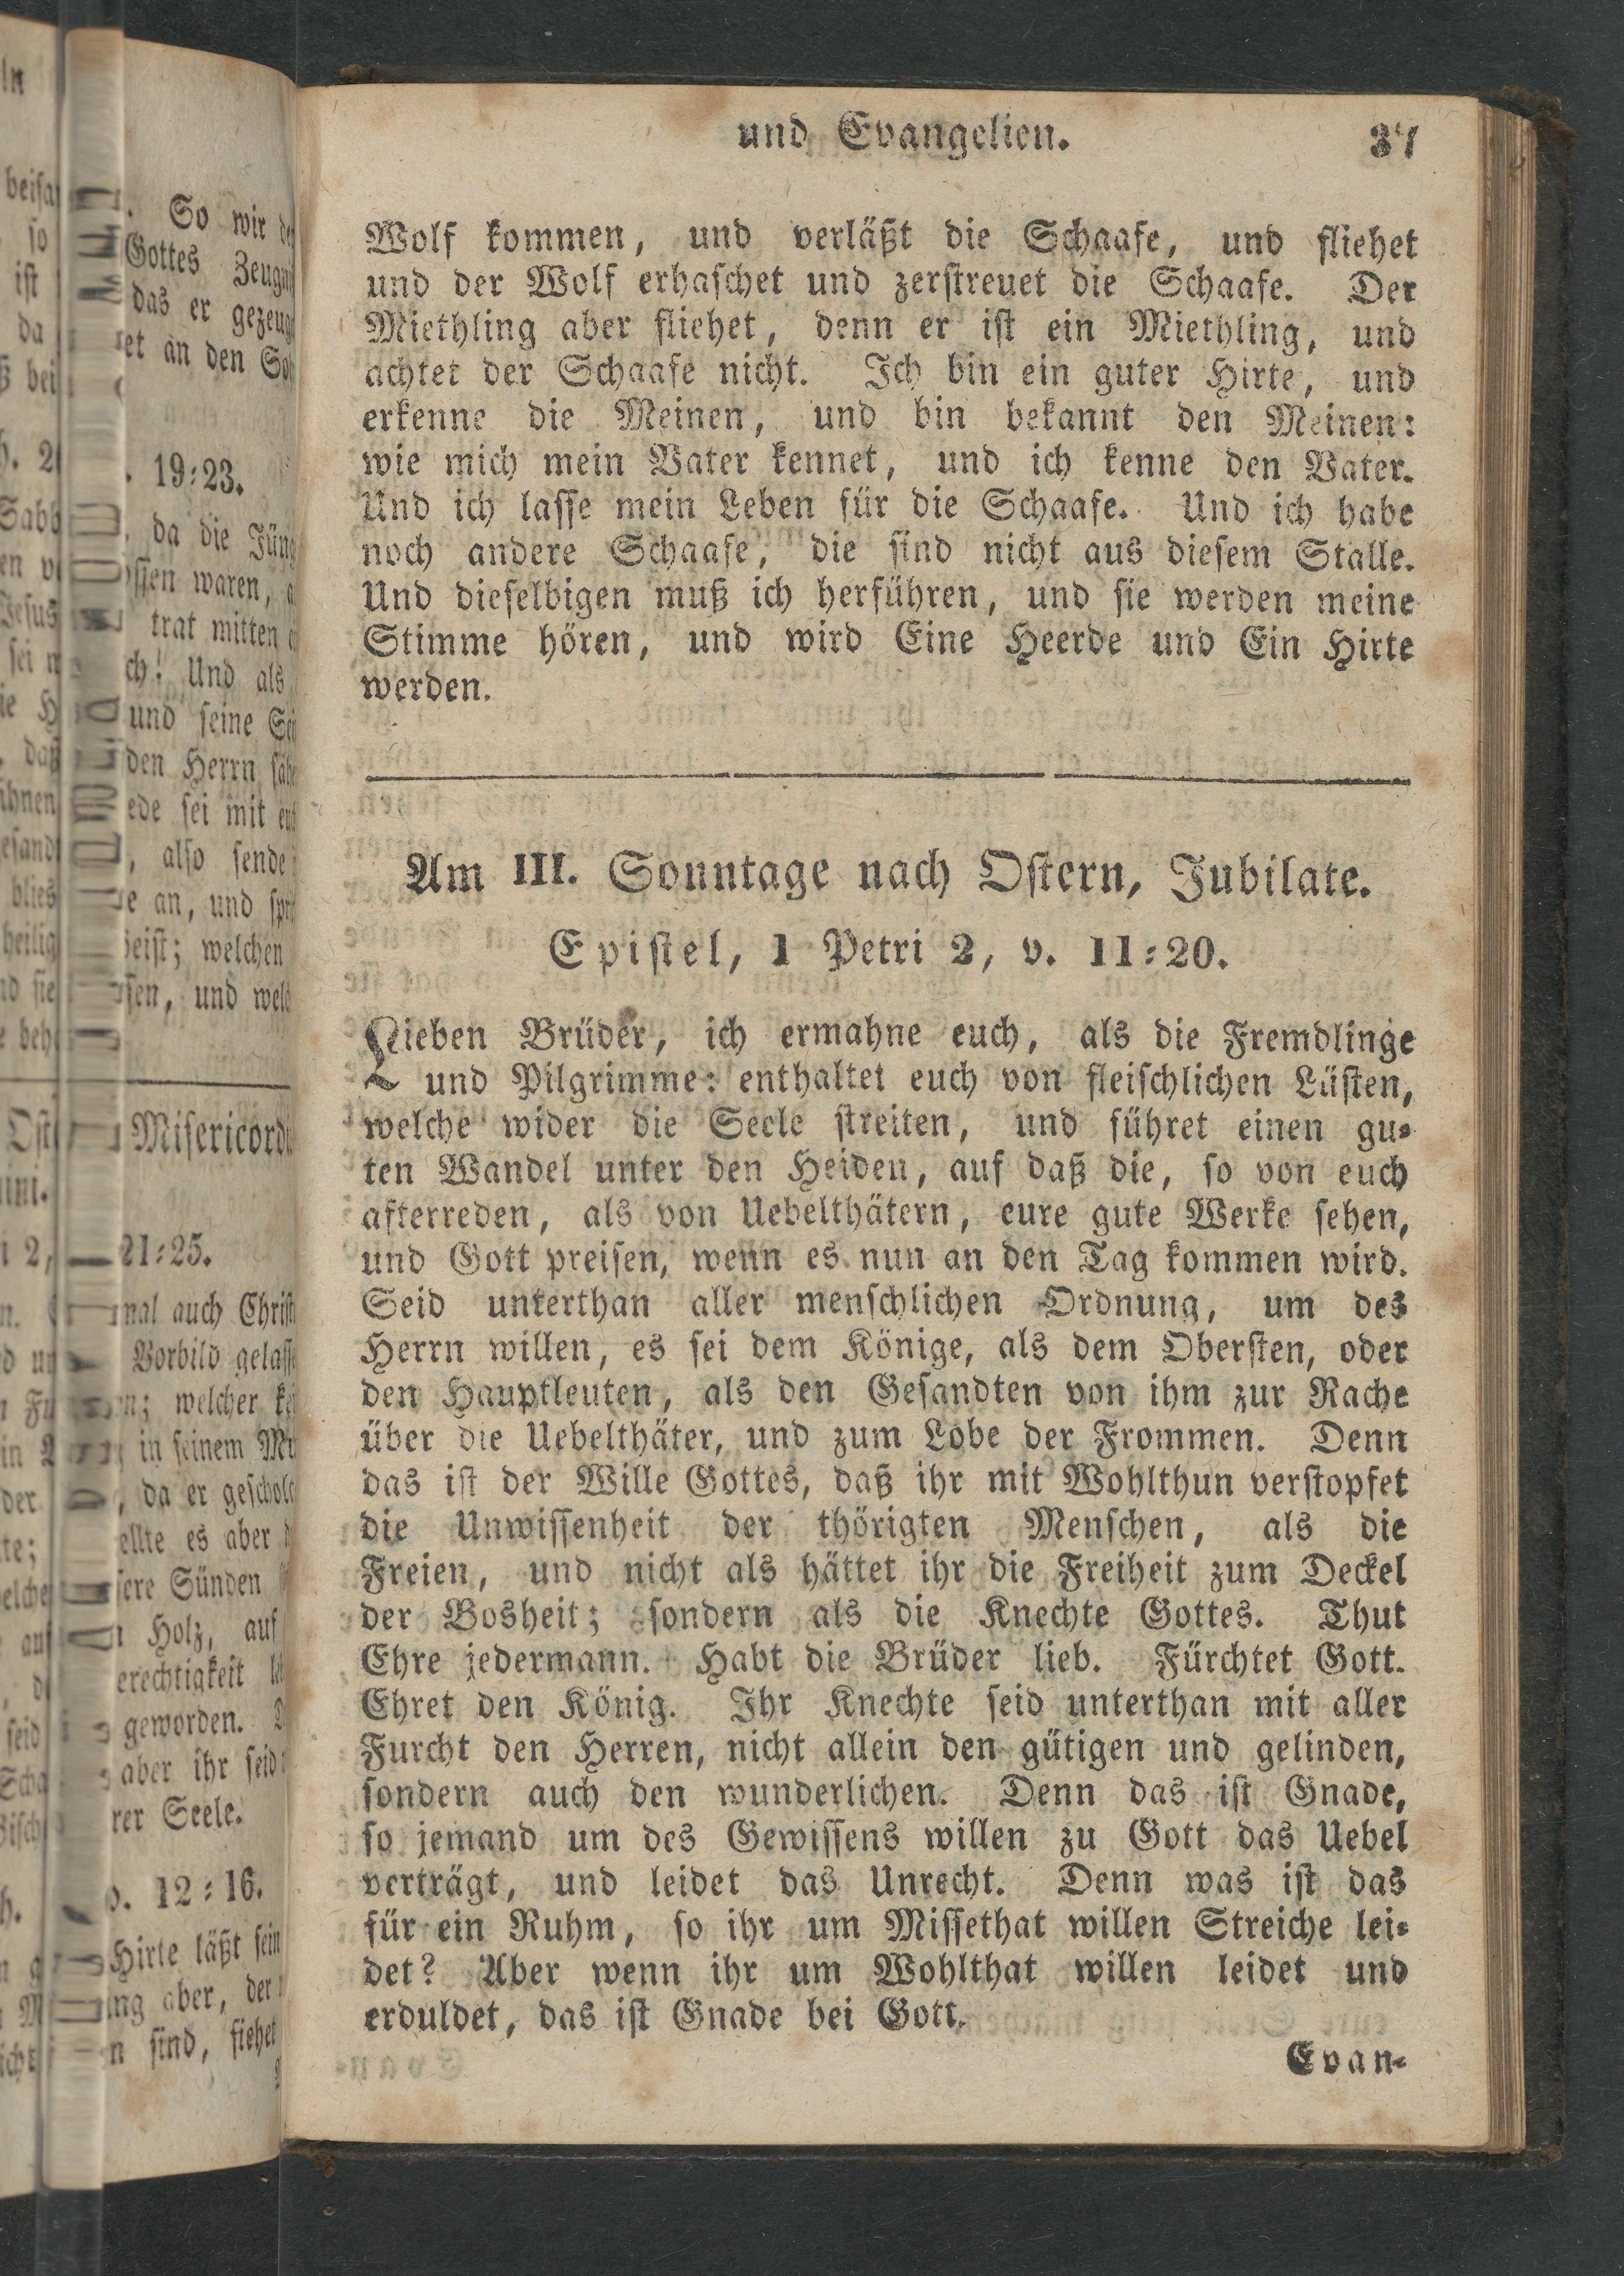 und Evangelien. 37
Wolf kommen, und verläßt die Schaafe, und fliehet
und der Wolf erhaschet und zerstreuet die Schaafe. Der
Miethling aber fliehet, denn er ist ein Miethling, und
achtet der Schaafe nicht. Ich bin ein guter Hirte, und
erkenne die Meinen, und bin bekannt den Meinen:
wie mich mein Vater kennet, und ich kenne den Vater.
Und ich lasse mein Leben für die Schaafe. Und ich habe
noch andere Schaafe, die sind nicht aus diesem Stalle.
Und dieselbigen muß ich herführen, und sie werden meine
Stimme hören, und wird Eine Heerde und Ein Hirte
werden.
Am III. Sonntage nach Ostern, Jubilate.
Epistel, 1 Petri 2, v. 11:20.
Lieben Brüder, ich ermahne euch, als die Fremdlinge
und Pilgrimme: enthaltet euch von fleischlichen Lüsten,
welche wider die Seele streiten, und führet einen gu-
ten Wandel unter den Heiden, auf daß die, so von euch
afterreden, als von Uebelthätern, eure gute Werke sehen,
und Gott preisen, wenn es nun an den Tag kommen wird.
Seid unterthan aller menschlichen Ordnung, um des
Herrn willen, es sei dem Könige, als dem Obersten, oder
den Hauptleuten, als den Gesandten von ihm zur Rache
über die Uebelthäter, und zum Lobe der Frommen. Denn
das ist der Wille Gottes, daß ihr mit Wohlthun verstopfet
die Unwissenheit der thörigten Menschen, als die
Freien, und nicht als hättet ihr die Freiheit zum Deckel
der Bosheit; sondern als die Knechte Gottes. Thut
Ehre jedermann. Habt die Brüder lieb. Fürchtet Gott.
Ehret den König. Ihr Knechte seid unterthan mit aller
Furcht den Herren, nicht allein den gütigen und gelinden,
sondern auch den wunderlichen. Denn das ist Gnade,
so jemand um des Gewissens willen zu Gott das Uebel
verträgt, und leidet das Unrecht. Denn was ist das
für ein Ruhm, so ihr um Missethat willen Streiche lei-
det? Aber wenn ihr um Wohlthat willen leidet und
erduldet, das ist Gnade bei Gott.
Evan-